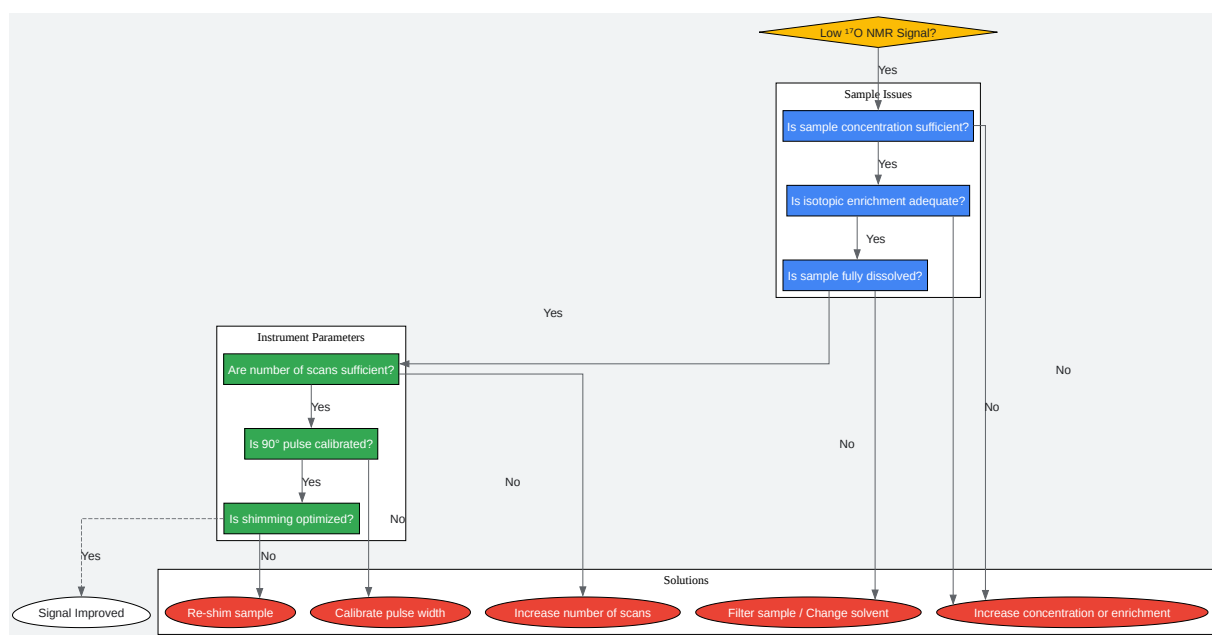 Low ¹⁷O NMR Signal?
Yes
Sample Issues
Is sample concentration sufficient?
Yes
Is isotopic enrichment adequate?
Yes
Is sample fully dissolved?
Yes
Instrument Parameters
Are number of scans sufficient?
No
Yes
No
Is 90° pulse calibrated?
No
Yes
No
Is shimming optimized?
No
Yes
No
Solutions
Signal Improved
Re-shim sample
Calibrate pulse width
Increase number of scans
Filter sample / Change solvent
Increase concentration or enrichment